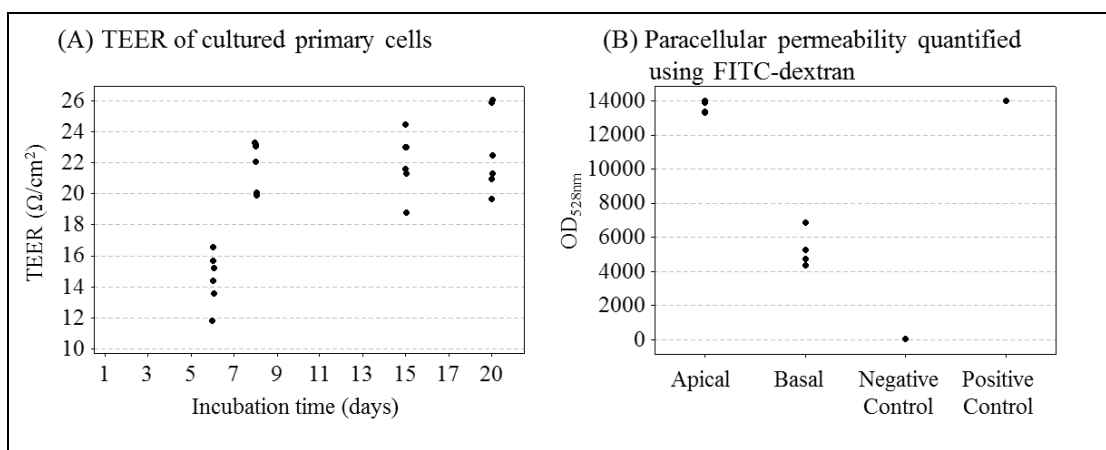 (A) TEER of cultured primary cells
(B) Paracellular permeability quantified
using FITC-dextran
TEER (Ω/cm²)
26
24
22
20
18
16
14
12
10
1 3 5 7 9 11 13 15 17 20
Incubation time (days)
OD528nm
14000
12000
10000
8000
6000
4000
2000
0
Apical Basal Negative Positive
Control Control